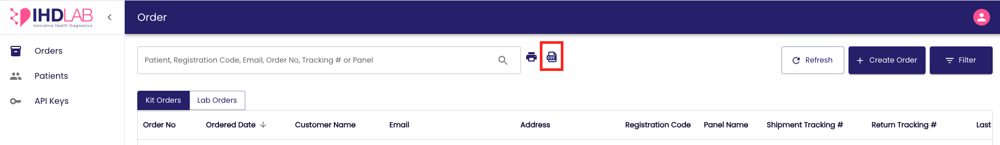 IHDLAB
Innovative Health Diagnostics
Order
Orders
Patients
API Keys
Patient, Registration Code, Email, Order No, Tracking # or Panel
CSV
Refresh
Create Order
Filter
Kit Orders
Lab Orders
Order No
Ordered Date
Customer Name
Email
Address
Registration Code
Panel Name
Shipment Tracking #
Return Tracking #
Last